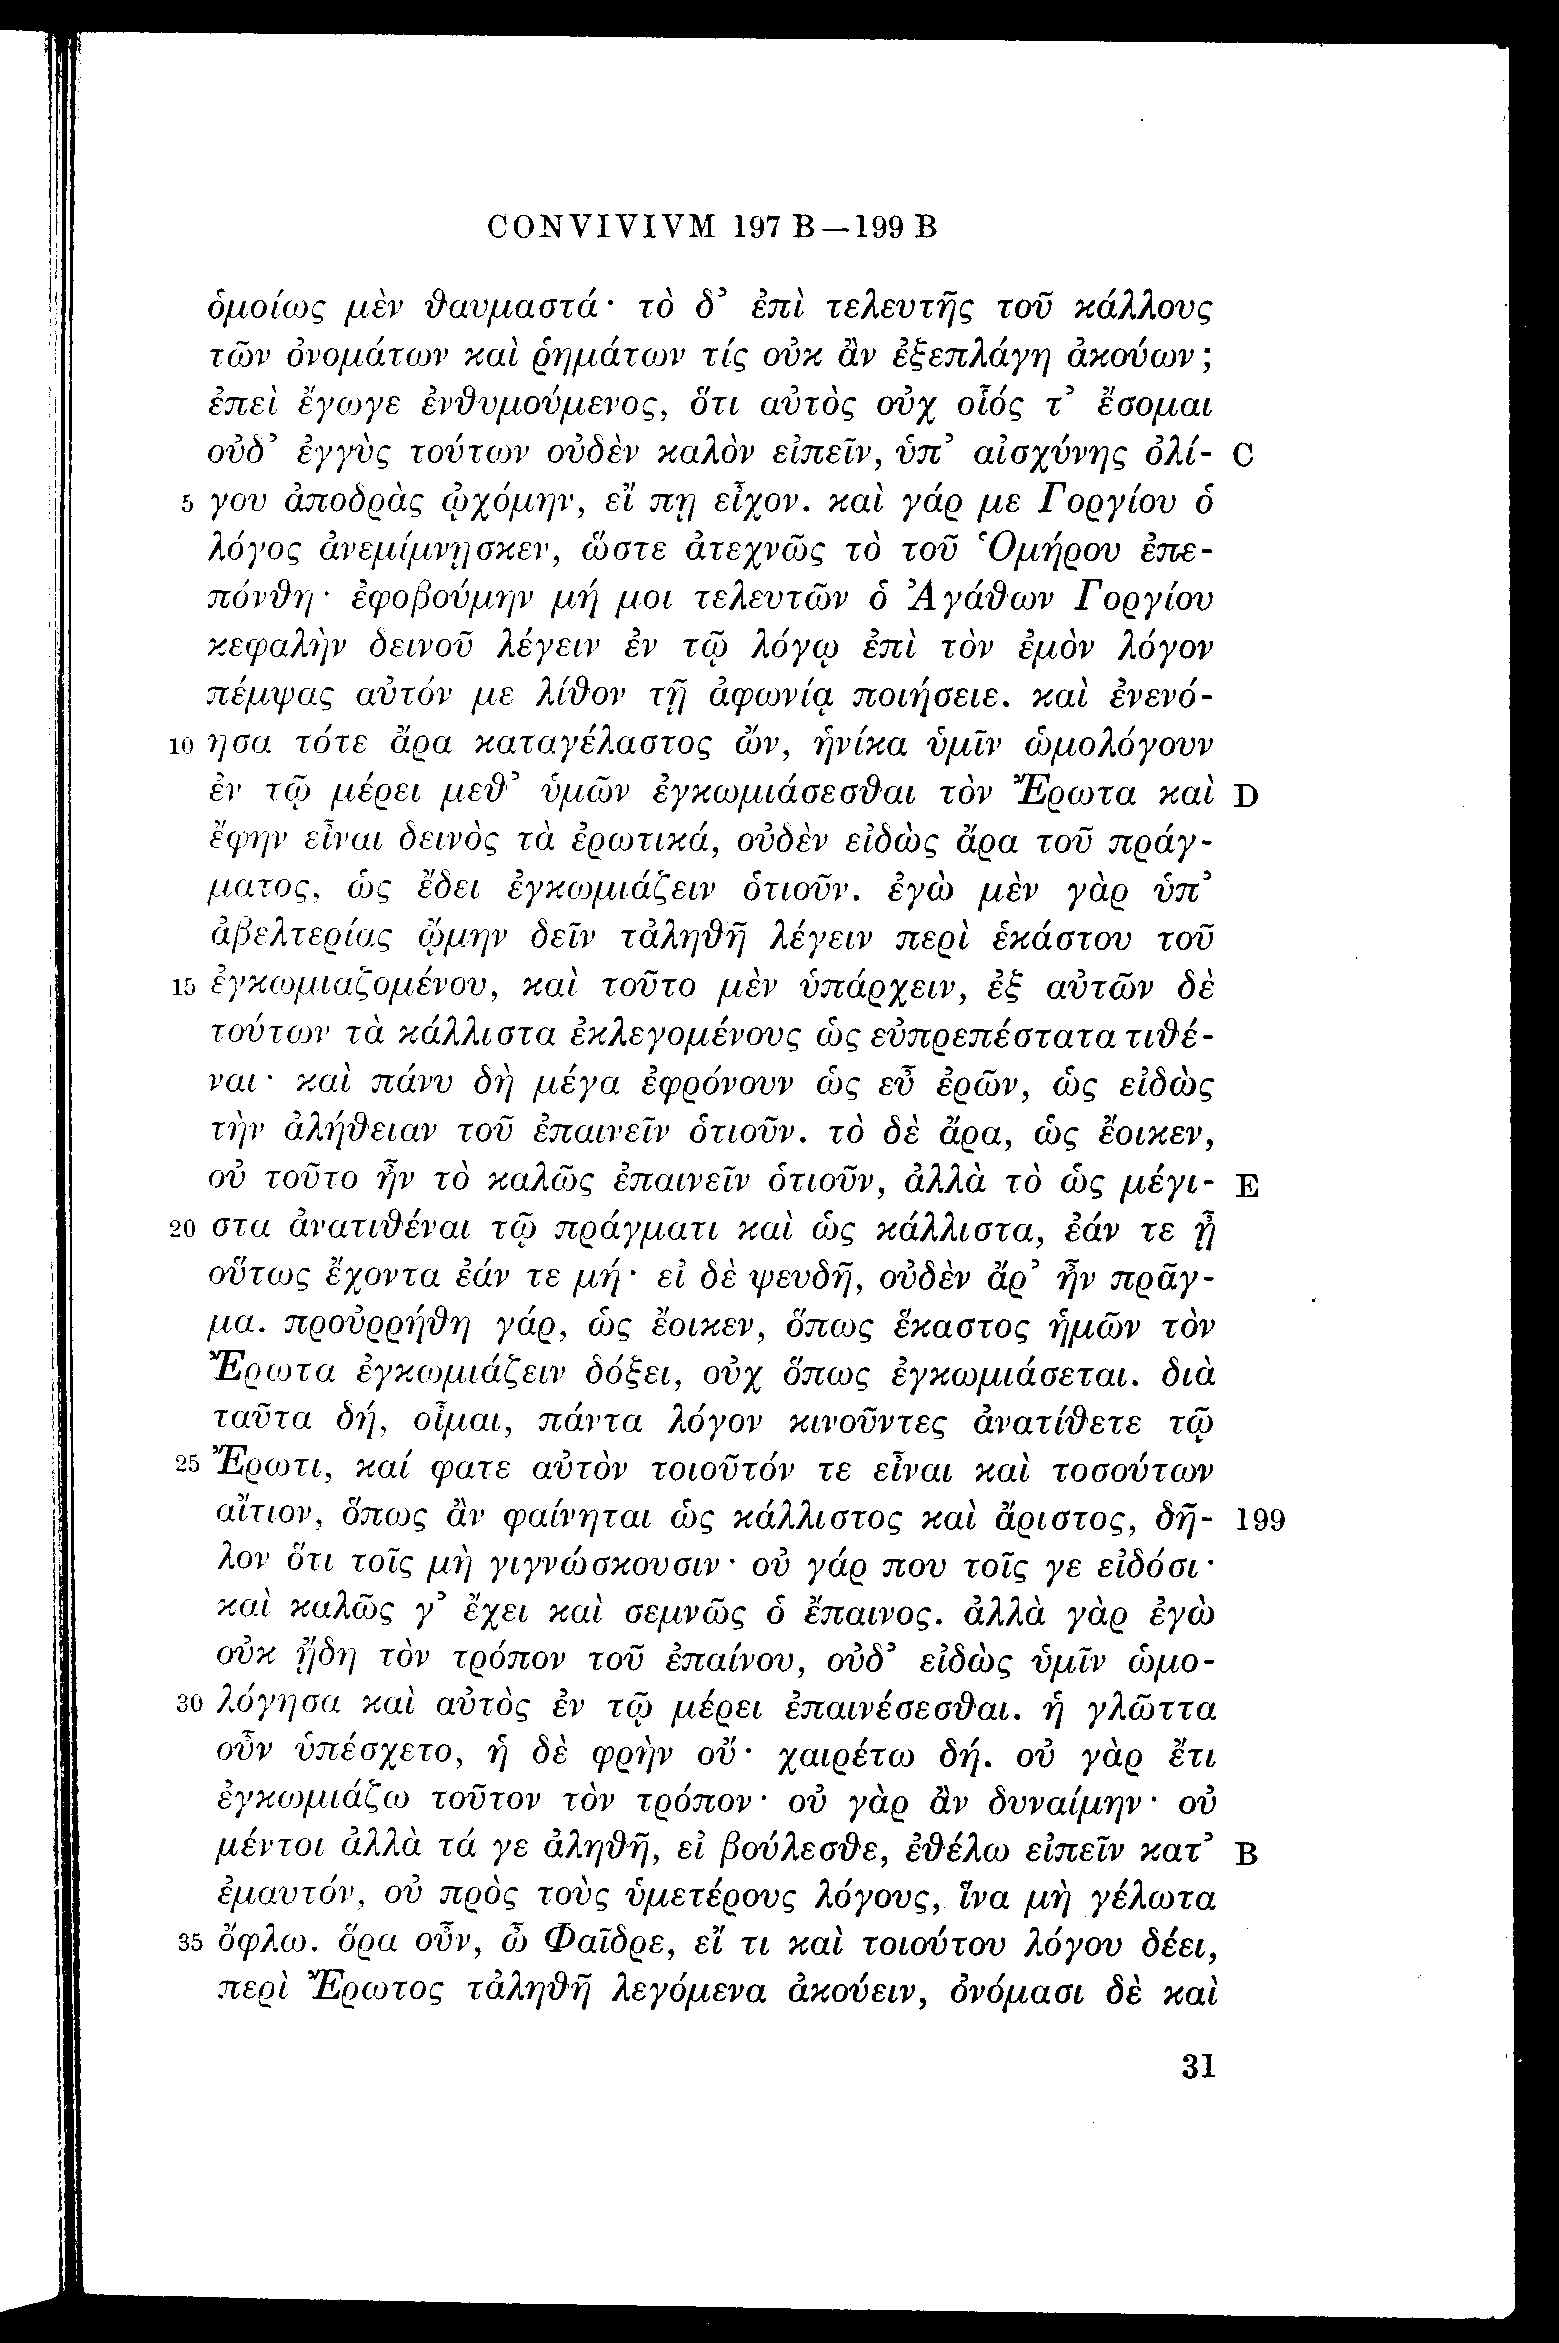 CONVIVIVM 197 B—199 B
ὁμοίως μὲν θαυμαστά· τὸ δ’ ἐπὶ τελευτῆς τοῦ κάλλους
τῶν ὀνομάτων καὶ ῥημάτων τίς οὐκ ἂν ἐξεπλάγη ἀκούων;
ἐπεὶ ἔγωγε ἐνθυμούμενος, ὅτι αὐτὸς οὐχ οἷός τ’ ἔσομαι
οὐδ’ ἐγγὺς τούτων οὐδὲν καλὸν εἰπεῖν, ὑπ’ αἰσχύνης ὀλί- C
5 γου ἀποδρὰς ᾠχόμην, εἴ πῃ εἶχον. καὶ γάρ με Γοργίου ὁ
λόγος ἀνεμίμνῃσκεν, ὥστε ἀτεχνῶς τὸ τοῦ Ὁμήρου ἐπε-
πόνθη· ἐφοβούμην μή μοι τελευτῶν ὁ Ἀγάθων Γοργίου
κεφαλὴν δεινοῦ λέγειν ἐν τῷ λόγῳ ἐπὶ τὸν ἐμὸν λόγον
πέμψας αὐτόν με λίθον τῇ ἀφωνίᾳ ποιήσειε. καὶ ἐνενό-
10 ησα τότε ἄρα καταγέλαστος ὤν, ἡνίκα ὑμῖν ὡμολόγουν
ἐν τῷ μέρει μεθ’ ὑμῶν ἐγκωμιάσεσθαι τὸν Ἔρωτα καὶ D
ἔφην εἶναι δεινὸς τὰ ἐρωτικά, οὐδὲν εἰδὼς ἄρα τοῦ πράγ-
ματος, ὡς ἔδει ἐγκωμιάζειν ὁτιοῦν. ἐγὼ μὲν γὰρ ὑπ’
ἀβελτερίας ᾤμην δεῖν τἀληθῆ λέγειν περὶ ἑκάστου τοῦ
15 ἐγκωμιαζομένου, καὶ τοῦτο μὲν ὑπάρχειν, ἐξ αὐτῶν δὲ
τούτων τὰ κάλλιστα ἐκλεγομένους ὡς εὐπρεπέστατα τιθέ-
ναι· καὶ πάνυ δὴ μέγα ἐφρόνουν ὡς εὖ ἐρῶν, ὡς εἰδὼς
τὴν ἀλήθειαν τοῦ ἐπαινεῖν ὁτιοῦν. τὸ δὲ ἄρα, ὡς ἔοικεν,
οὐ τοῦτο ἦν τὸ καλῶς ἐπαινεῖν ὁτιοῦν, ἀλλὰ τὸ ὡς μέγι- E
20 στα ἀνατιθέναι τῷ πράγματι καὶ ὡς κάλλιστα, ἐάν τε ᾖ
οὕτως ἔχοντα ἐάν τε μή· εἰ δὲ ψευδῆ, οὐδὲν ἄρ’ ἦν πρᾶγ-
μα. προὐρρήθη γάρ, ὡς ἔοικεν, ὅπως ἕκαστος ἡμῶν τὸν
Ἔρωτα ἐγκωμιάζειν δόξει, οὐχ ὅπως ἐγκωμιάσεται. διὰ
ταῦτα δή, οἶμαι, πάντα λόγον κινοῦντες ἀνατίθετε τῷ
25 Ἔρωτι, καί φατε αὐτὸν τοιοῦτόν τε εἶναι καὶ τοσούτων
αἴτιον, ὅπως ἂν φαίνηται ὡς κάλλιστος καὶ ἄριστος, δῆ- 199
λον ὅτι τοῖς μὴ γιγνώσκουσιν· οὐ γάρ που τοῖς γε εἰδόσι·
καὶ καλῶς γ’ ἔχει καὶ σεμνῶς ὁ ἔπαινος. ἀλλὰ γὰρ ἐγὼ
οὐκ ᾔδη τὸν τρόπον τοῦ ἐπαίνου, οὐδ’ εἰδὼς ὑμῖν ὡμο-
30 λόγησα καὶ αὐτὸς ἐν τῷ μέρει ἐπαινέσεσθαι. ἡ γλῶττα
οὖν ὑπέσχετο, ἡ δὲ φρὴν οὔ· χαιρέτω δή. οὐ γὰρ ἔτι
ἐγκωμιάζω τοῦτον τὸν τρόπον· οὐ γὰρ ἂν δυναίμην· οὐ
μέντοι ἀλλὰ τά γε ἀληθῆ, εἰ βούλεσθε, ἐθέλω εἰπεῖν κατ’ B
ἐμαυτόν, οὐ πρὸς τοὺς ὑμετέρους λόγους, ἵνα μὴ γέλωτα
35 ὄφλω. ὅρα οὖν, ὦ Φαῖδρε, εἴ τι καὶ τοιούτου λόγου δέει,
περὶ Ἔρωτος τἀληθῆ λεγόμενα ἀκούειν, ὀνόμασι δὲ καὶ
31